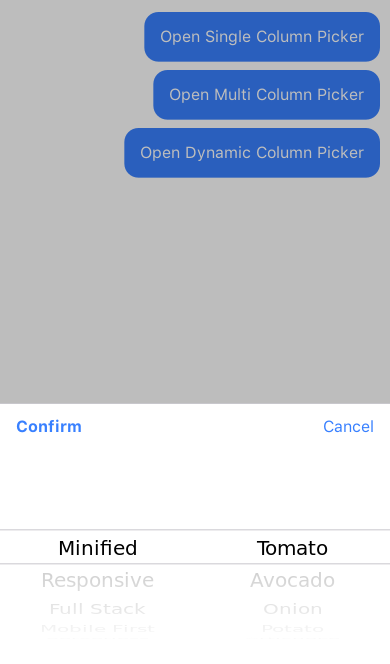 Open Single Column Picker
Open Multi Column Picker
Open Dynamic Column Picker
Confirm Cancel
Minified Tomato
Responsive Avocado
Full Stack Onion
Mobile First Potato